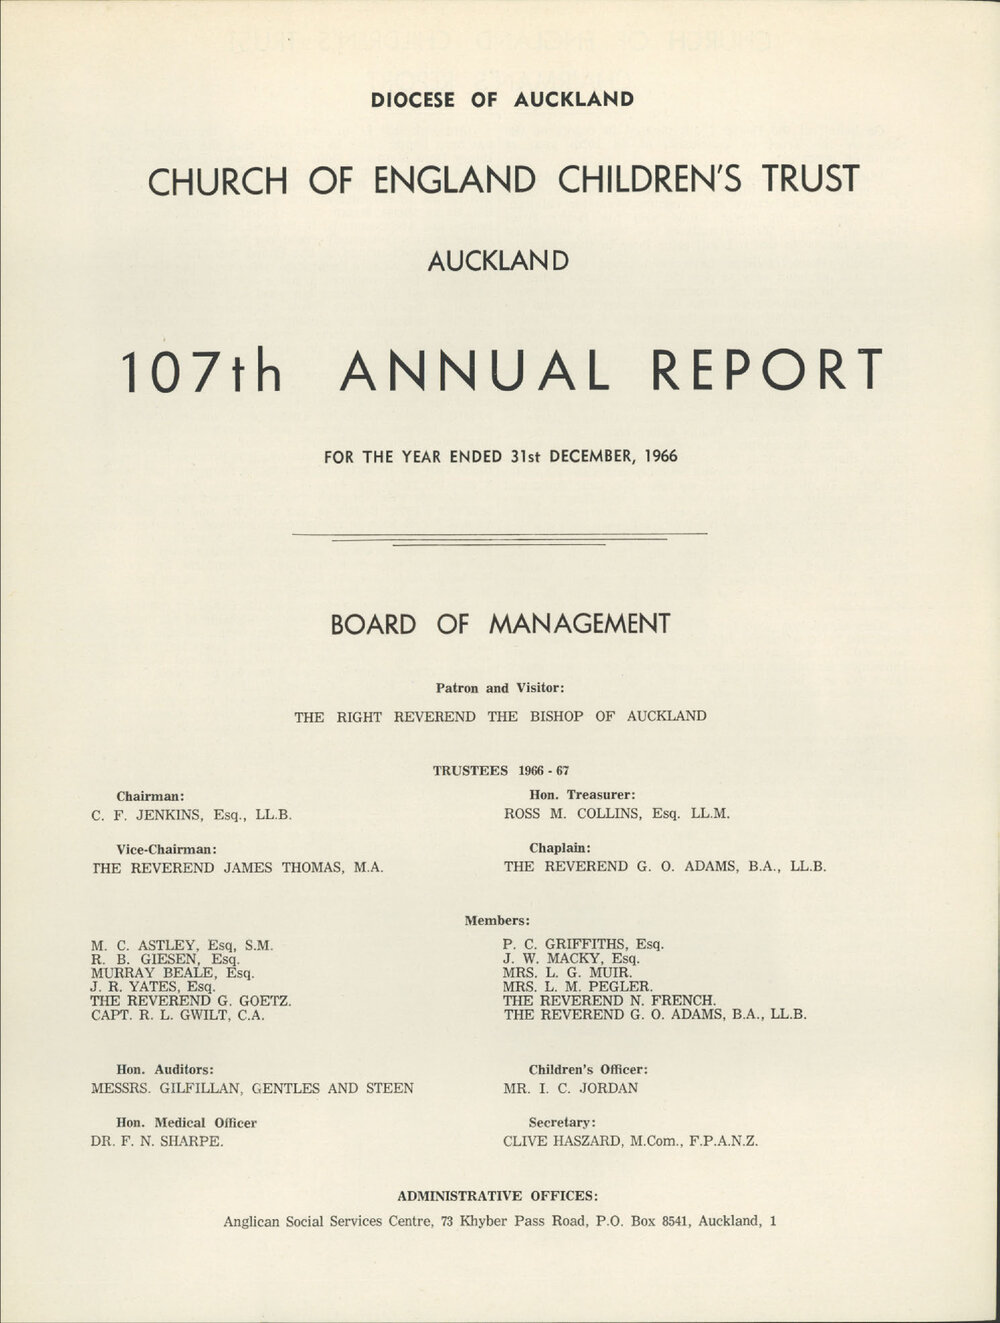 DIOCESE OF AUCKLAND
CHURCH OF ENGLAND CHILDREN'S TRUST
AUCKLAND
107th ANNUAL REPORT
FOR THE YEAR ENDED 31st DECEMBER, 1966
BOARD OF MANAGEMENT
Patron and Visitor:
THE RIGHT REVEREND THE BISHOP OF AUCKLAND
TRUSTEES 1966 - 67
Chairman:
C. F. JENKINS, Esq., LL.B.
Hon. Treasurer:
ROSS M. COLLINS, Esq. LL.M.
Vice-Chairman:
THE REVEREND JAMES THOMAS, M.A.
Chaplain:
THE REVEREND G. O. ADAMS, B.A., LL.B.
Members:
M. C. ASTLEY, Esq, S.M.
R. B. GIESEN, Esq.
MURRAY BEALE, Esq.
J. R. YATES, Esq.
THE REVEREND G. GOETZ.
CAPT. R. L. GWILT, C.A.
P. C. GRIFFITHS, Esq.
J. W. MACKY, Esq.
MRS. L. G. MUIR.
MRS. L. M. PEGLER.
THE REVEREND N. FRENCH.
THE REVEREND G. O. ADAMS, B.A., LL.B.
Hon. Auditors:
MESSRS. GILFILLAN, GENTLES AND STEEN
Children's Officer:
MR. I. C. JORDAN
Hon. Medical Officer
DR. F. N. SHARPE.
Secretary:
CLIVE HASZARD, M.Com., F.P.A.N.Z.
ADMINISTRATIVE OFFICES:
Anglican Social Services Centre, 73 Khyber Pass Road, P.O. Box 8541, Auckland, 1